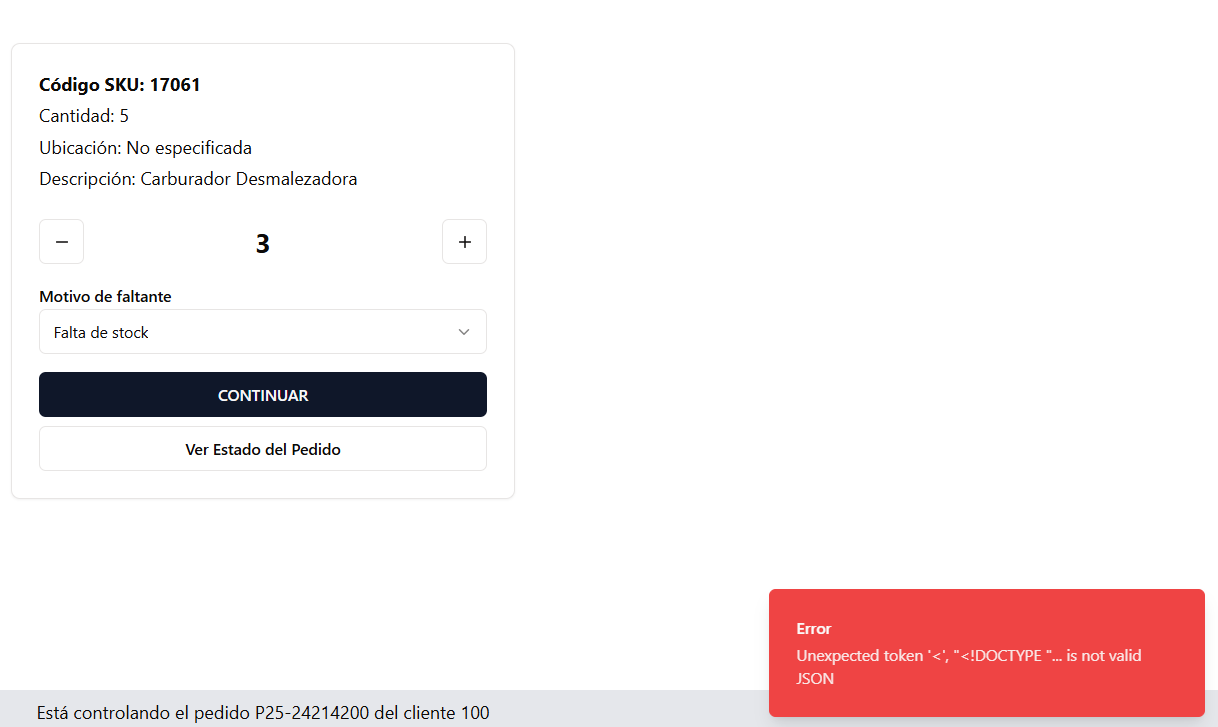 Código SKU: 17061
Cantidad: 5
Ubicación: No especificada
Descripción: Carburador Desmalezadora
− 3 +
Motivo de faltante
Falta de stock
CONTINUAR
Ver Estado del Pedido
Error
Unexpected token '<', "<!DOCTYPE "... is not valid
JSON
Está controlando el pedido P25-24214200 del cliente 100